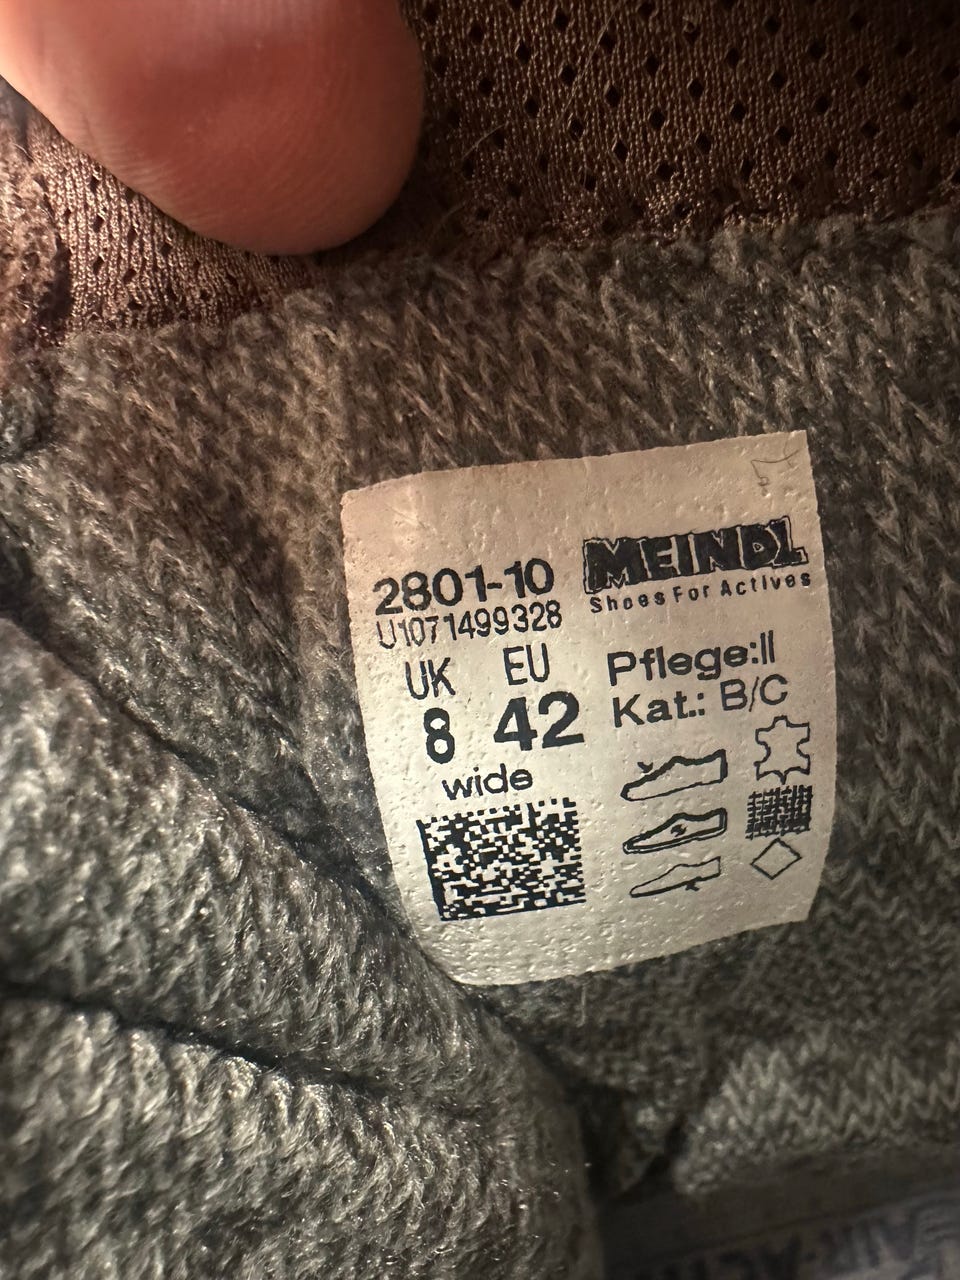 2801-10
U1071499328
UK EU
8 42
wide
MEINDL
Shoes For Actives
Pflege:II
Kat.: B/C